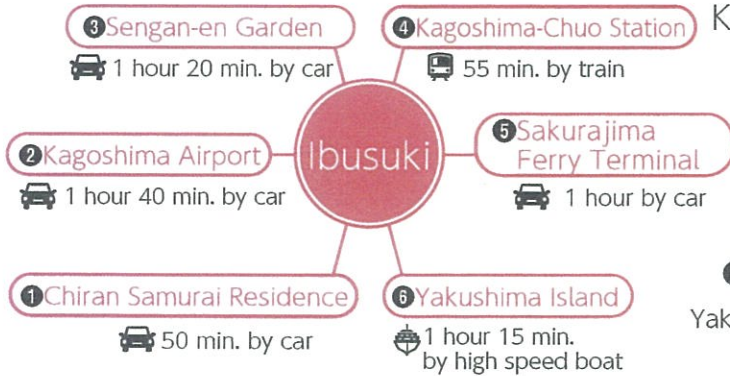 ❸Sengan-en Garden
1 hour 20 min. by car
❹Kagoshima-Chuo Station
55 min. by train
K
❷Kagoshima Airport
1 hour 40 min. by car
Ibusuki
❺Sakurajima
Ferry Terminal
1 hour by car
❶Chiran Samurai Residence
50 min. by car
❻Yakushima Island
1 hour 15 min.
by high speed boat
Yak